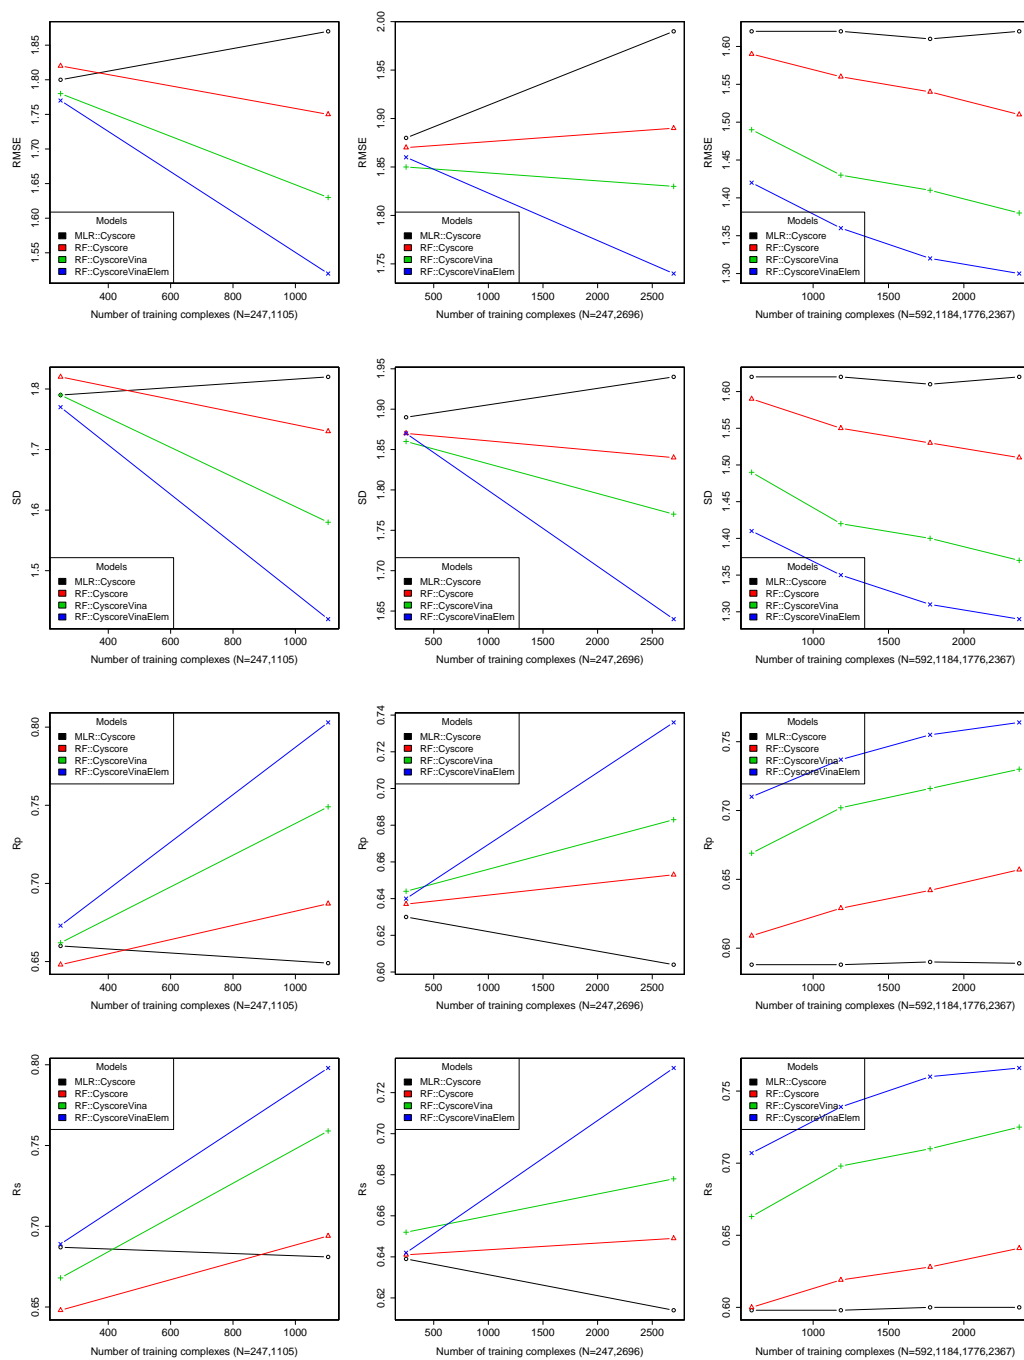 RMSE
1.55 1.60 1.65 1.70 1.75 1.80 1.85
Models
MLR::Cyscore
RF::Cyscore
RF::CyscoreVina
RF::CyscoreVinaElem
400 600 800 1000
Number of training complexes (N=247,1105)
RMSE
1.75 1.80 1.85 1.90 1.95 2.00
Models
MLR::Cyscore
RF::Cyscore
RF::CyscoreVina
RF::CyscoreVinaElem
500 1000 1500 2000 2500
Number of training complexes (N=247,2696)
RMSE
1.30 1.35 1.40 1.45 1.50 1.55 1.60
Models
MLR::Cyscore
RF::Cyscore
RF::CyscoreVina
RF::CyscoreVinaElem
1000 1500 2000
Number of training complexes (N=592,1184,1776,2367)
SD
1.5 1.6 1.7 1.8
Models
MLR::Cyscore
RF::Cyscore
RF::CyscoreVina
RF::CyscoreVinaElem
400 600 800 1000
Number of training complexes (N=247,1105)
SD
1.65 1.70 1.75 1.80 1.85 1.90 1.95
Models
MLR::Cyscore
RF::Cyscore
RF::CyscoreVina
RF::CyscoreVinaElem
500 1000 1500 2000 2500
Number of training complexes (N=247,2696)
SD
1.30 1.35 1.40 1.45 1.50 1.55 1.60
Models
MLR::Cyscore
RF::Cyscore
RF::CyscoreVina
RF::CyscoreVinaElem
1000 1500 2000
Number of training complexes (N=592,1184,1776,2367)
Rp
0.65 0.70 0.75 0.80
Models
MLR::Cyscore
RF::Cyscore
RF::CyscoreVina
RF::CyscoreVinaElem
400 600 800 1000
Number of training complexes (N=247,1105)
Rp
0.60 0.62 0.64 0.66 0.68 0.70 0.72 0.74
Models
MLR::Cyscore
RF::Cyscore
RF::CyscoreVina
RF::CyscoreVinaElem
500 1000 1500 2000 2500
Number of training complexes (N=247,2696)
Rp
0.60 0.65 0.70 0.75
Models
MLR::Cyscore
RF::Cyscore
RF::CyscoreVina
RF::CyscoreVinaElem
1000 1500 2000
Number of training complexes (N=592,1184,1776,2367)
Rs
0.65 0.70 0.75 0.80
Models
MLR::Cyscore
RF::Cyscore
RF::CyscoreVina
RF::CyscoreVinaElem
400 600 800 1000
Number of training complexes (N=247,1105)
Rs
0.62 0.64 0.66 0.68 0.70 0.72
Models
MLR::Cyscore
RF::Cyscore
RF::CyscoreVina
RF::CyscoreVinaElem
500 1000 1500 2000 2500
Number of training complexes (N=247,2696)
Rs
0.60 0.65 0.70 0.75
Models
MLR::Cyscore
RF::Cyscore
RF::CyscoreVina
RF::CyscoreVinaElem
1000 1500 2000
Number of training complexes (N=592,1184,1776,2367)